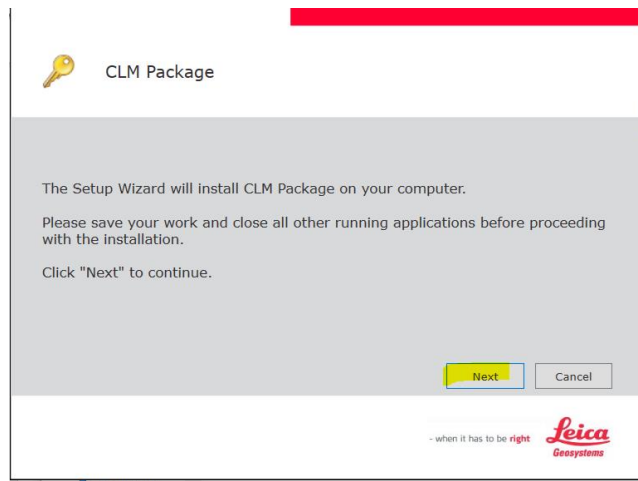 CLM Package
The Setup Wizard will install CLM Package on your computer.
Please save your work and close all other running applications before proceeding
with the installation.
Click "Next" to continue.
Next
Cancel
- when it has to be right
Leica
Geosystems